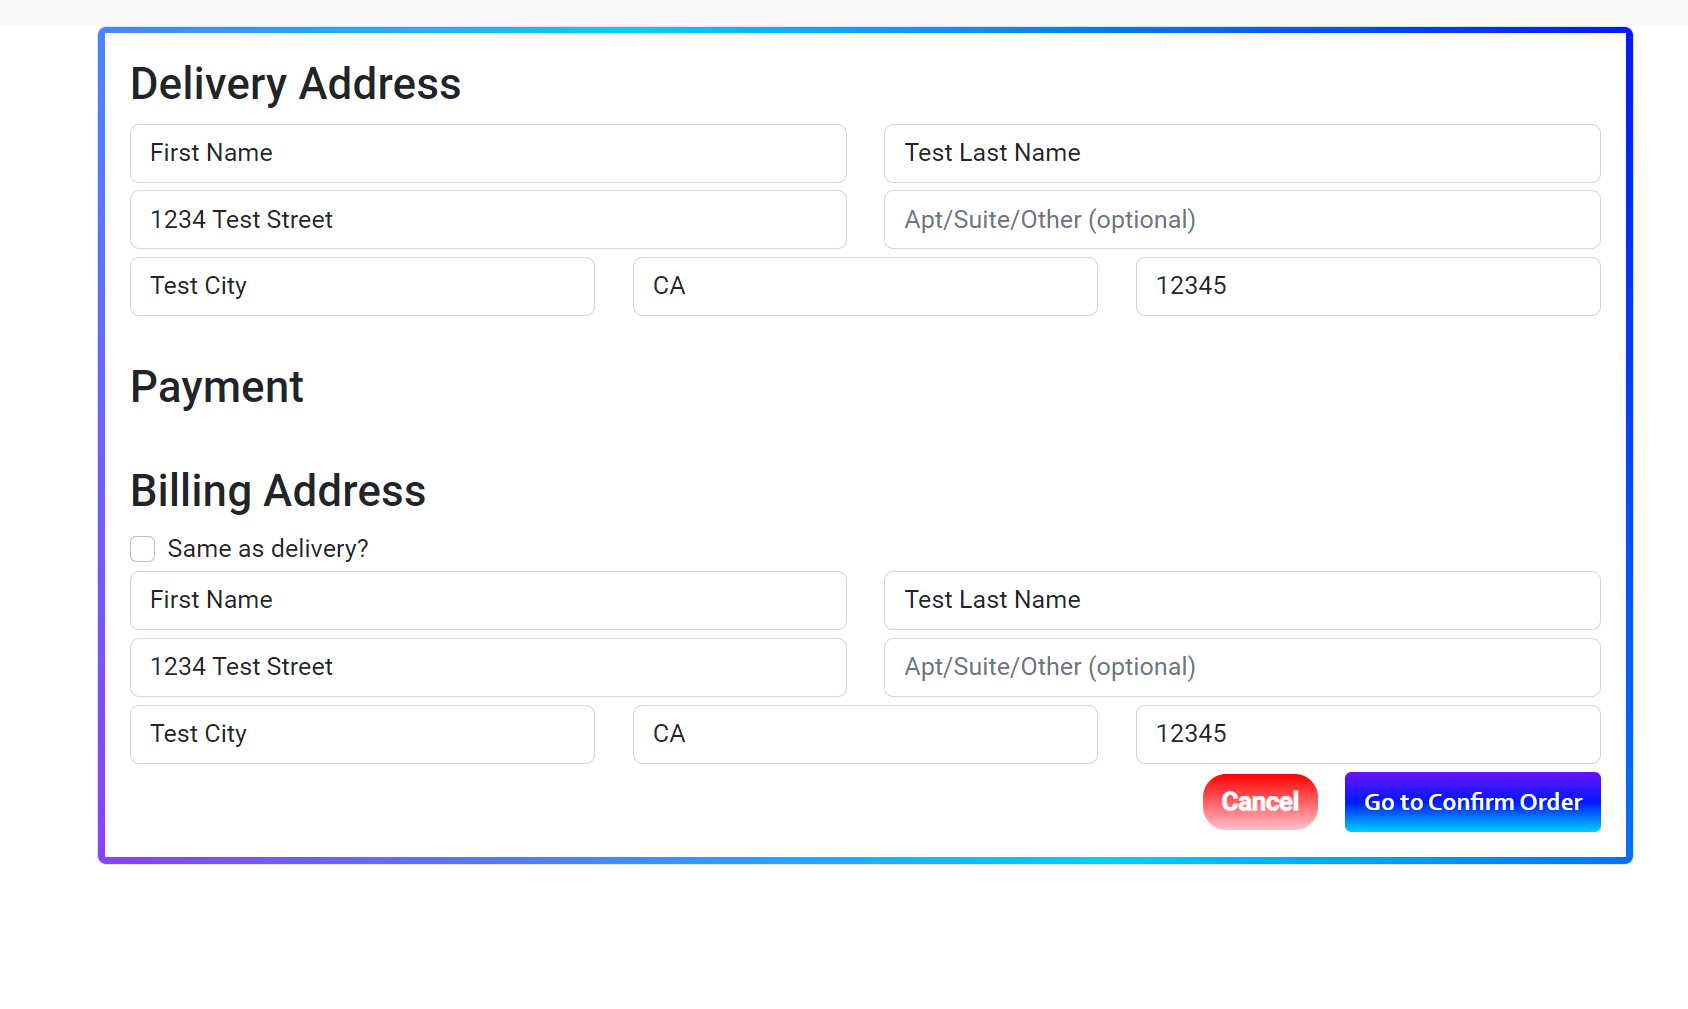 Delivery Address
First Name Test Last Name
1234 Test Street Apt/Suite/Other (optional)
Test City CA 12345
Payment
Billing Address
Same as delivery?
First Name Test Last Name
1234 Test Street Apt/Suite/Other (optional)
Test City CA 12345
Cancel Go to Confirm Order